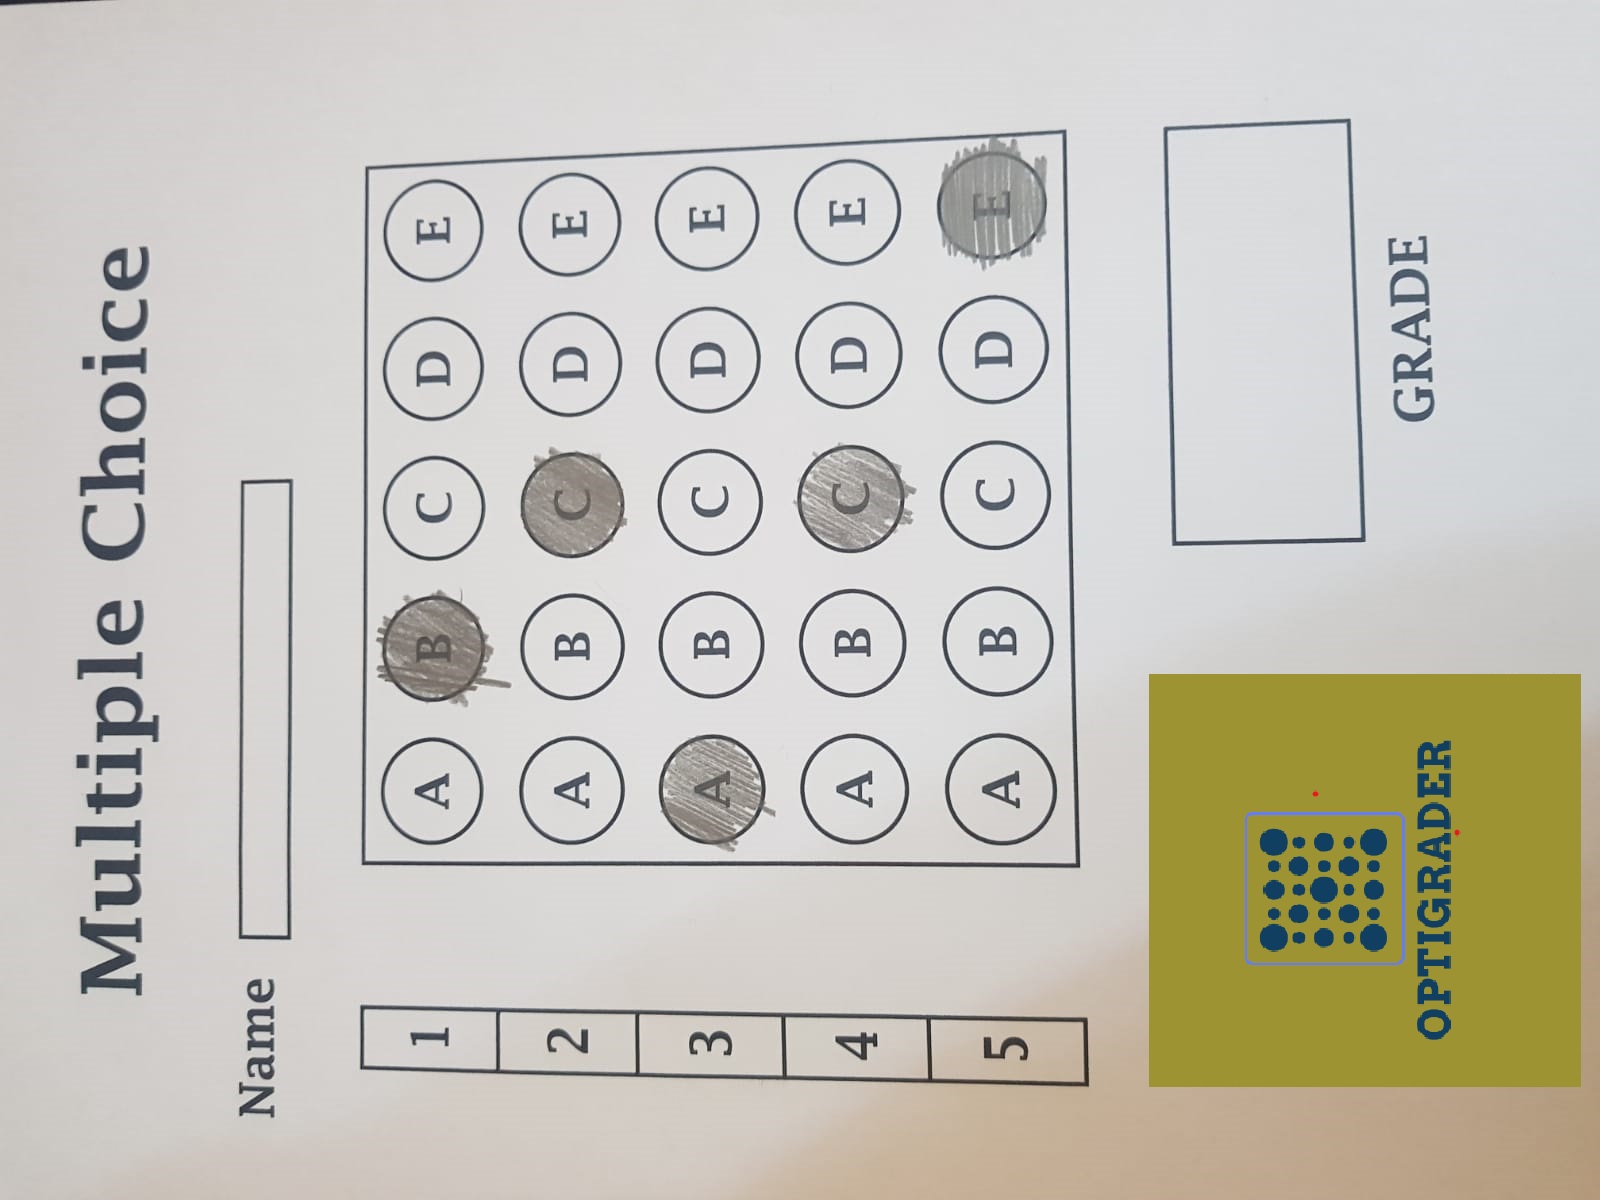 Multiple Choice
Name
1 A B C D E
2 A B C D E
3 A B C D E
4 A B C D E
5 A B C D E
OPTIGRADER
GRADE